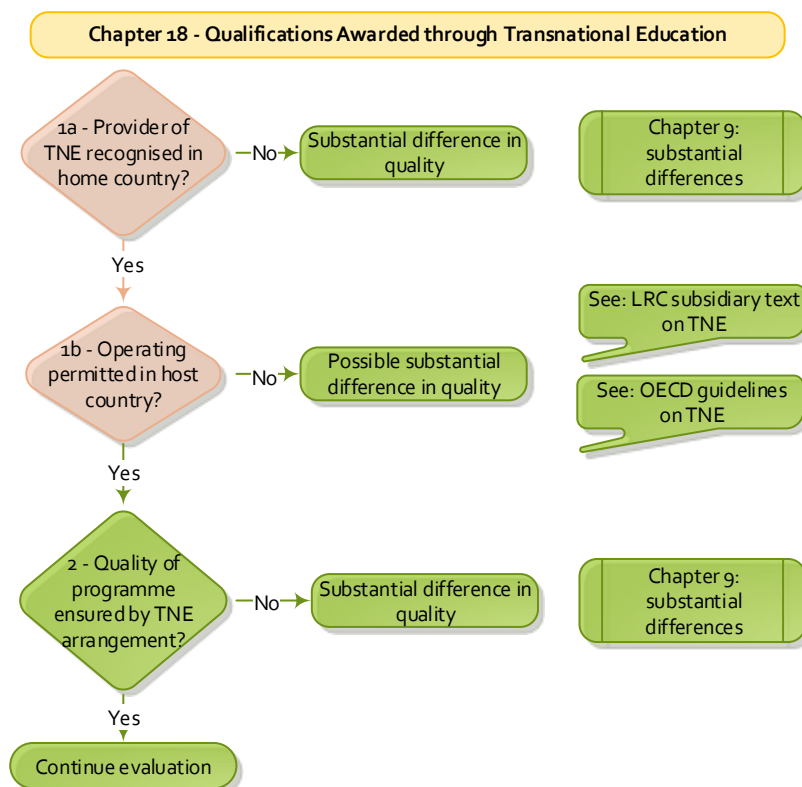 Chapter 18 - Qualifications Awarded through Transnational Education
1a - Provider of
TNE recognised in
home country?
No
Substantial difference in
quality
Chapter 9:
substantial
differences
Yes
1b - Operating
permitted in host
country?
No
Possible substantial
difference in quality
See: LRC subsidiary text
on TNE
See: OECD guidelines
on TNE
Yes
2 - Quality of
programme
ensured by TNE
arrangement?
No
Substantial difference in
quality
Chapter 9:
substantial
differences
Yes
Continue evaluation